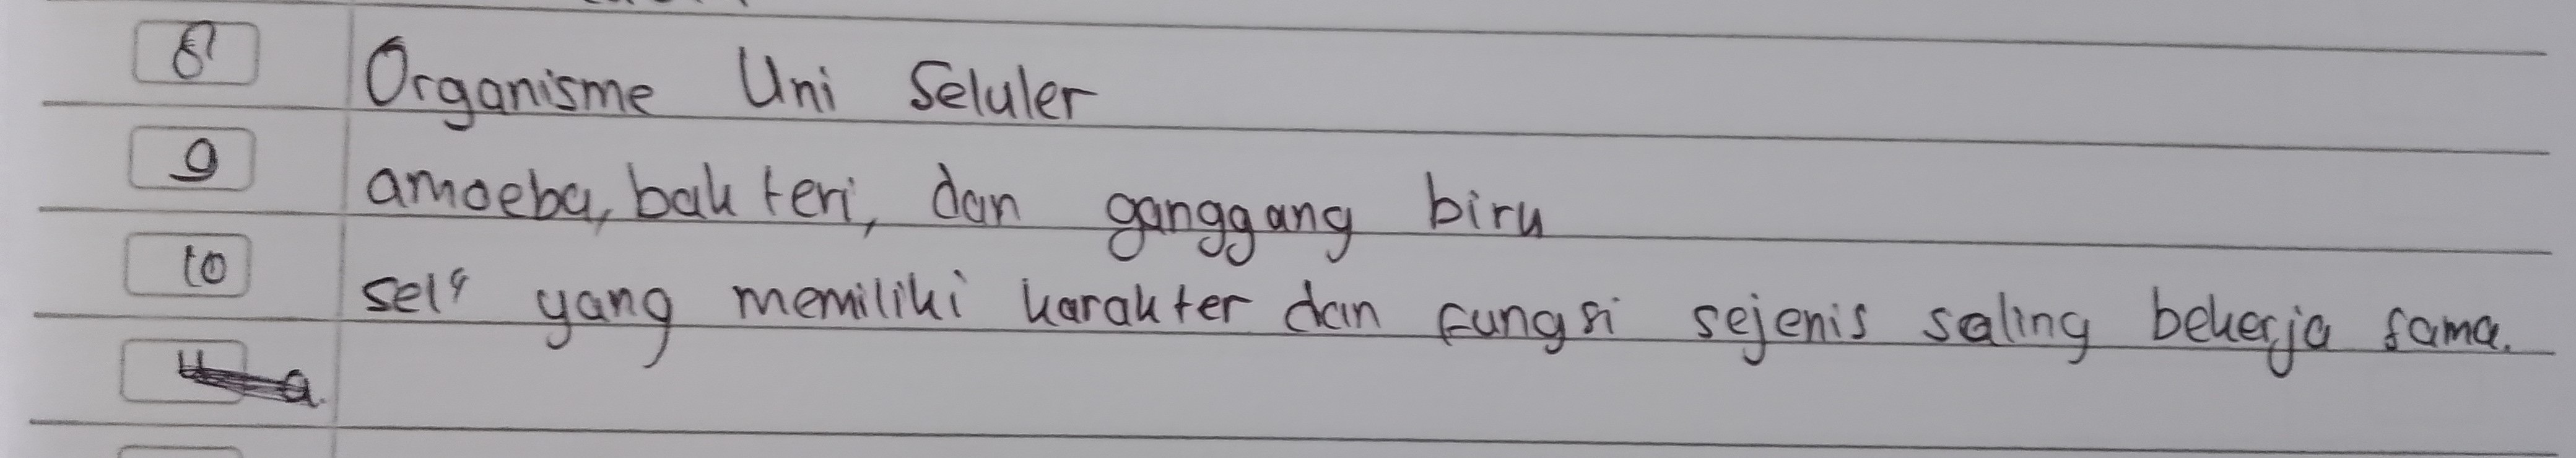 8 Organisme Uni Seluler
9 amoeba, bakteri, dan ganggang biru
10 sel" yang memiliki karakter dan fungsi sejenis saling bekerja sama.
a.